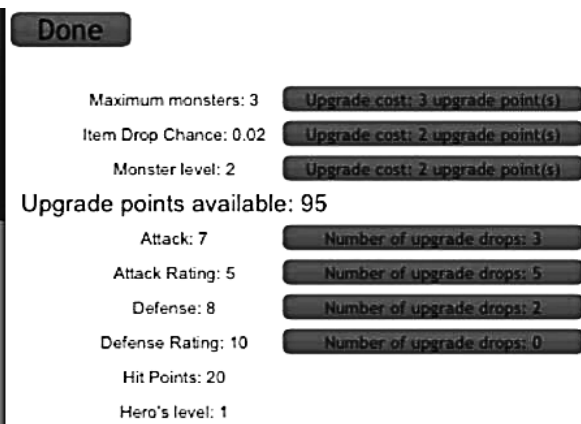 Done
Maximum monsters: 3 Upgrade cost: 3 upgrade point(s)
Item Drop Chance: 0.02 Upgrade cost: 2 upgrade point(s)
Monster level: 2 Upgrade cost: 2 upgrade point(s)
Upgrade points available: 95
Attack: 7 Number of upgrade drops: 3
Attack Rating: 5 Number of upgrade drops: 5
Defense: 8 Number of upgrade drops: 2
Defense Rating: 10 Number of upgrade drops: 0
Hit Points: 20
Hero's level: 1